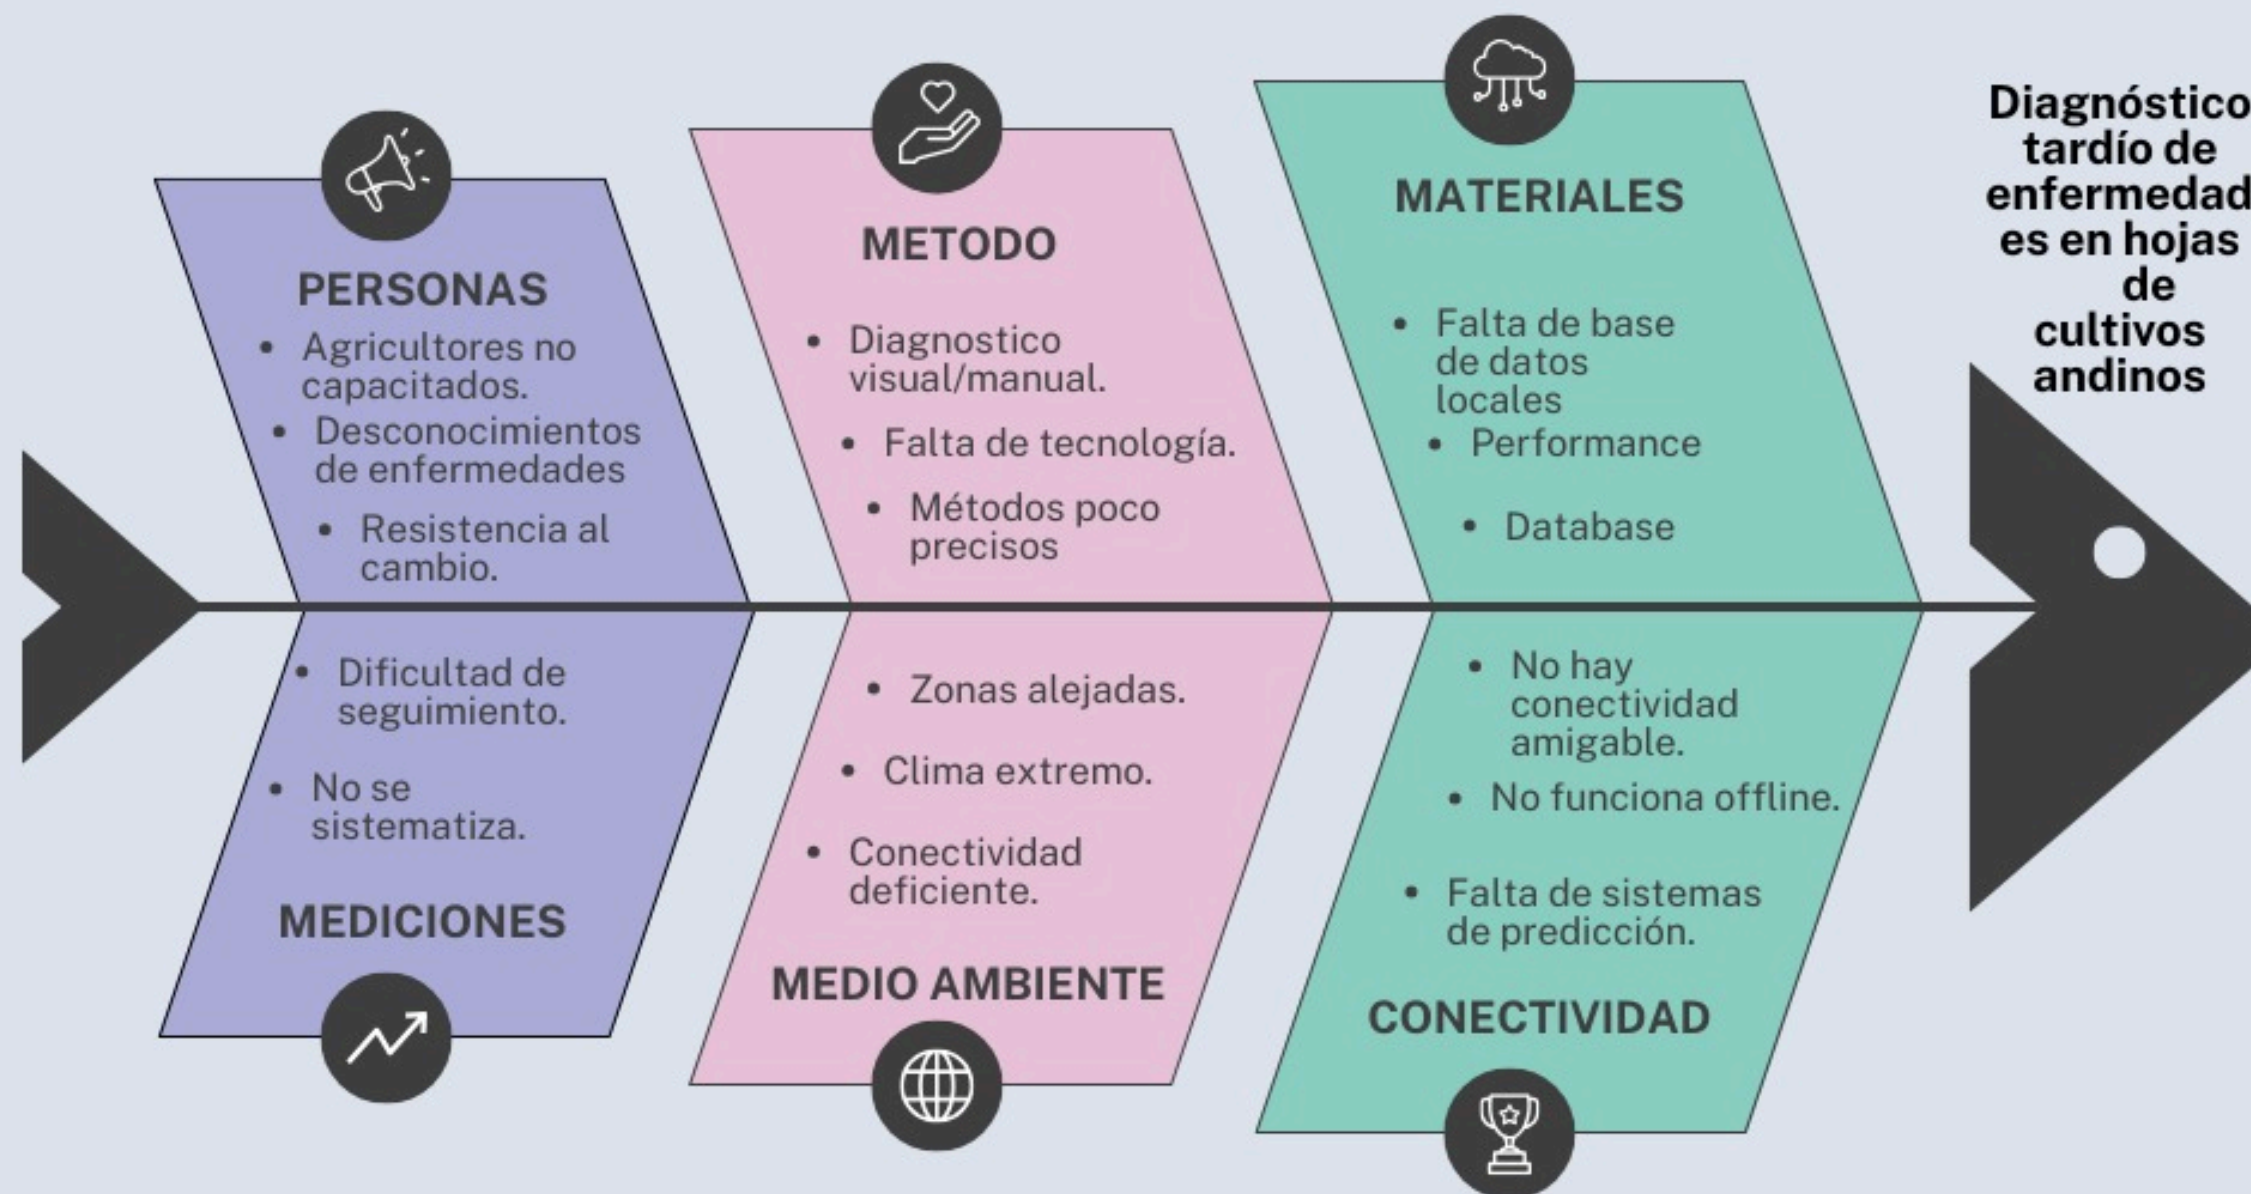 PERSONAS
• Agricultores no
capacitados.
• Desconocimientos
de enfermedades
• Resistencia al
cambio.
METODO
• Diagnostico
visual/manual.
• Falta de tecnología.
• Métodos poco
precisos
MATERIALES
• Falta de base
de datos
locales
• Performance
• Database
Diagnóstico
tardío de
enfermedad
es en hojas
de
cultivos
andinos
• Dificultad de
seguimiento.
• No se
sistematiza.
MEDICIONES
• Zonas alejadas.
• Clima extremo.
• Conectividad
deficiente.
MEDIO AMBIENTE
• No hay
conectividad
amigable.
• No funciona offline.
• Falta de sistemas
de predicción.
CONECTIVIDAD